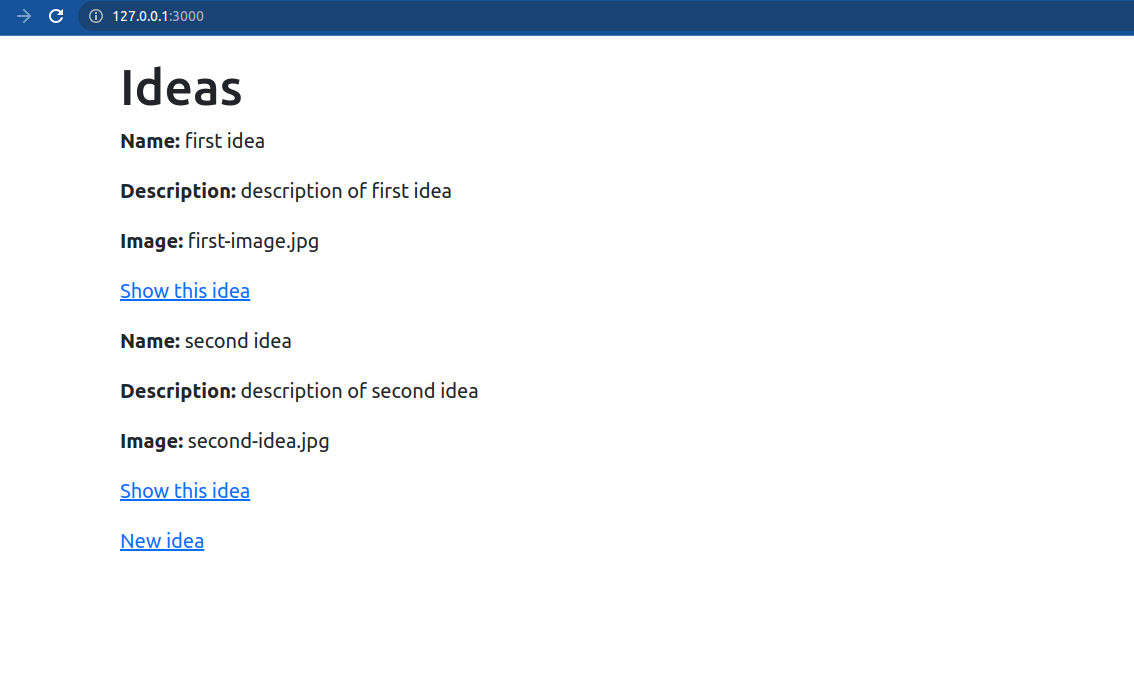 127.0.0.1:3000
Ideas
Name: first idea
Description: description of first idea
Image: first-image.jpg
Show this idea
Name: second idea
Description: description of second idea
Image: second-idea.jpg
Show this idea
New idea